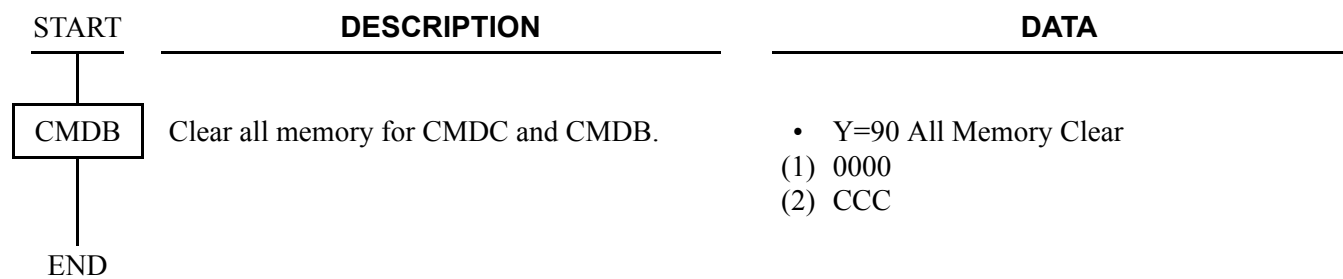 START DESCRIPTION DATA
CMDB Clear all memory for CMDC and CMDB. • Y=90 All Memory Clear
(1) 0000
(2) CCC
END